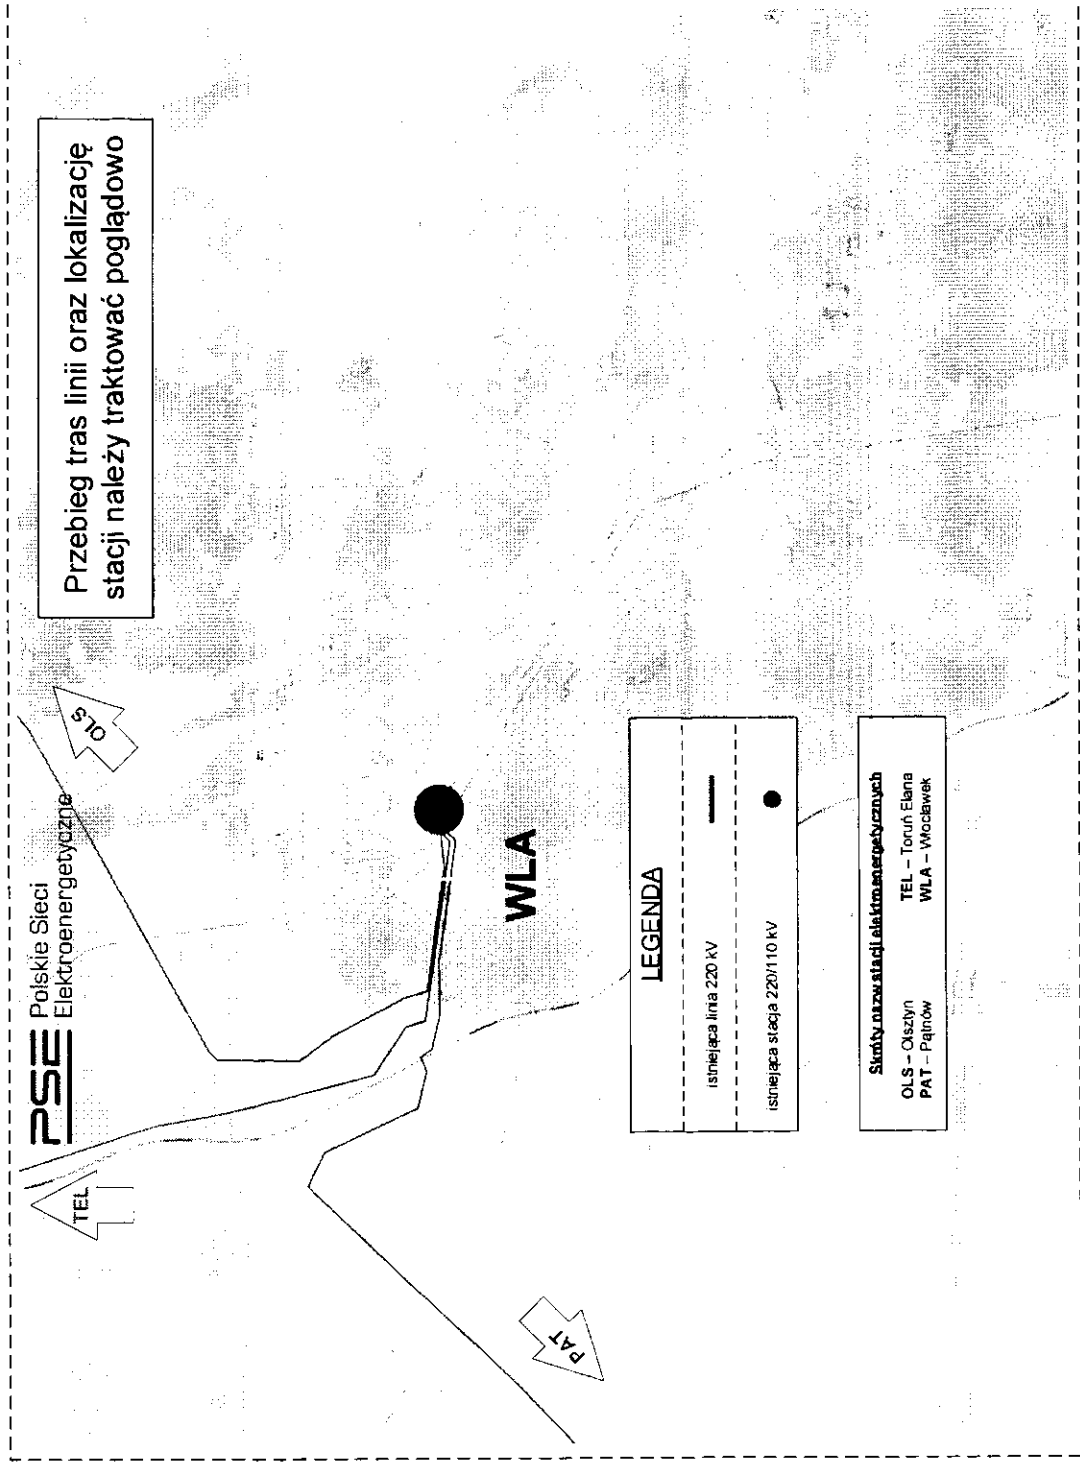 PSE Polskie Sieci
Elektroenergetyczne
Przebieg tras linii oraz lokalizację
stacji należy traktować poglądowo
TEL
OLS
PAT
WLA
LEGENDA
istniejąca linia 220 kV
istniejąca stacja 220/110 kV
Skróty nazw stacji elektroenergetycznych
OLS – Olsztyn TEL – Toruń Elana
PAT – Pątnów WLA – Włocławek